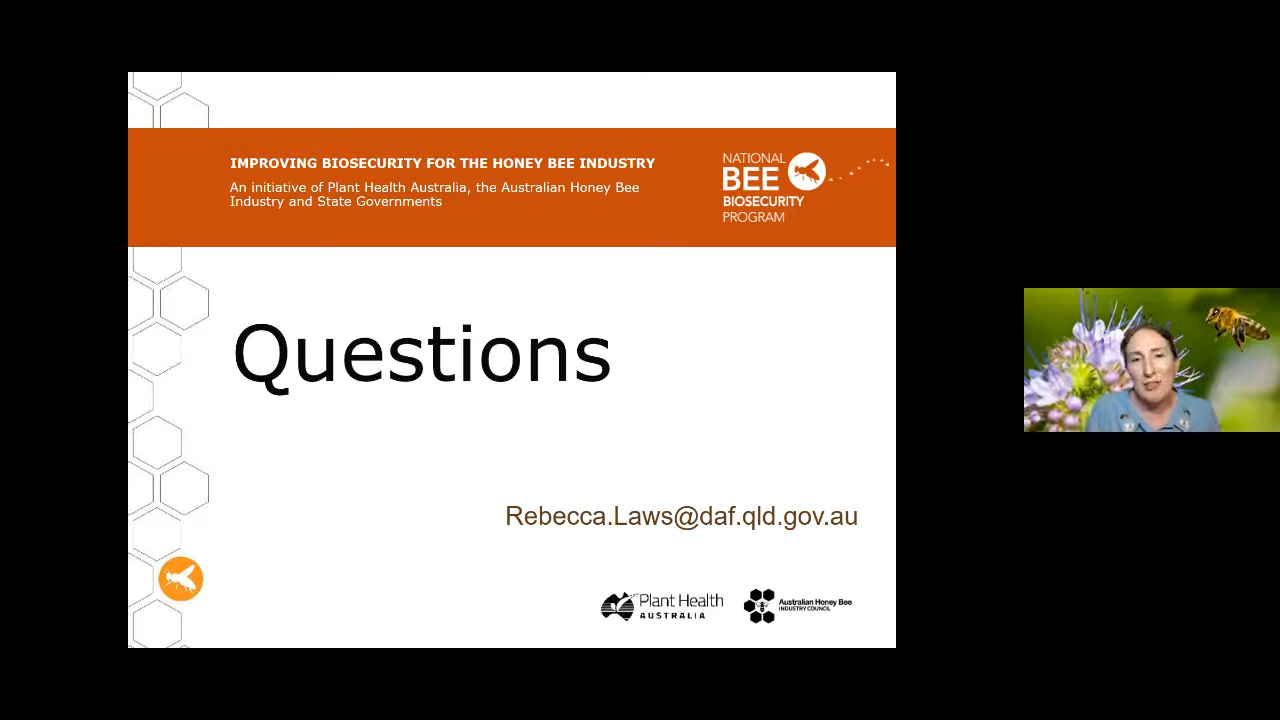 IMPROVING BIOSECURITY FOR THE HONEY BEE INDUSTRY
An initiative of Plant Health Australia, the Australian Honey Bee
Industry and State Governments
NATIONAL
BEE
BIOSECURITY
PROGRAM
Questions
Rebecca.Laws@daf.qld.gov.au
Plant Health
AUSTRALIA
Australian Honey Bee
INDUSTRY COUNCIL